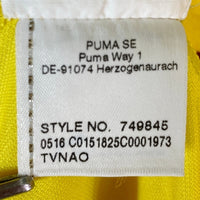 PUMA SE
Puma Way 1
DE-91074 Herzogenaurach
STYLE NO. 749845
0516 C0151825C0001973
TVNAO